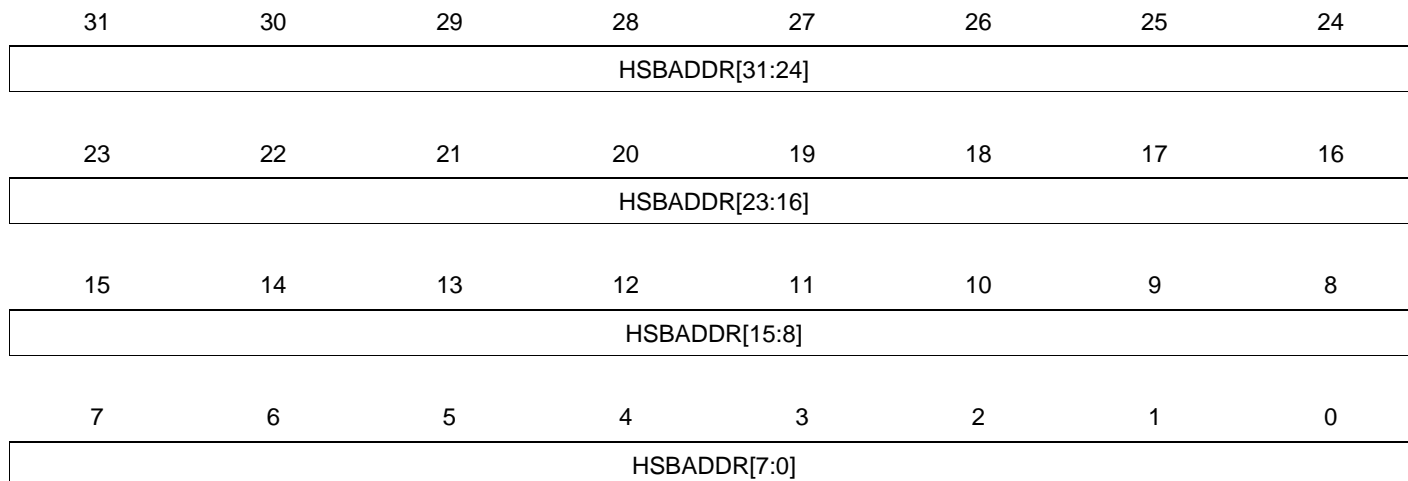 31 30 29 28 27 26 25 24
HSBADDR[31:24]
23 22 21 20 19 18 17 16
HSBADDR[23:16]
15 14 13 12 11 10 9 8
HSBADDR[15:8]
7 6 5 4 3 2 1 0
HSBADDR[7:0]